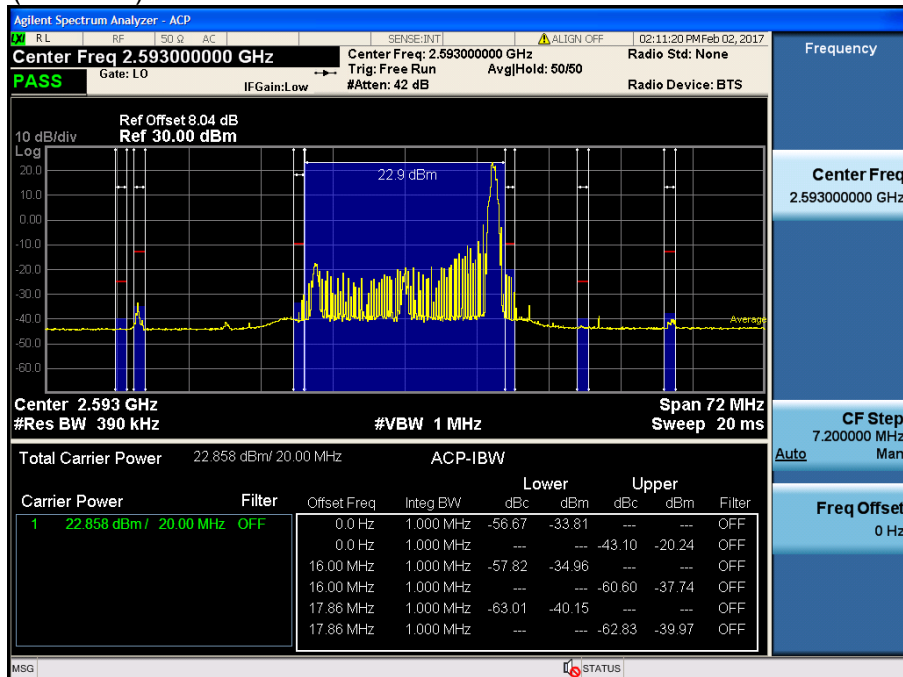 Agilent Spectrum Analyzer - ACP
LXI RL RF 50 Ω AC SENSE:INT ALIGN OFF 02:11:20 PM Feb 02, 2017
Center Freq 2.593000000 GHz Center Freq: 2.593000000 GHz Radio Std: None
Gate: LO Trig: Free Run Avg|Hold: 50/50
PASS IFGain:Low #Atten: 42 dB Radio Device: BTS
Ref Offset 8.04 dB
10 dB/div Ref 30.00 dBm
Log
20.0
22.9 dBm
10.0
0.00
-10.0
-20.0
-30.0
-40.0
Average
-50.0
-60.0
Center 2.593 GHz Span 72 MHz
#Res BW 390 kHz #VBW 1 MHz Sweep 20 ms
Total Carrier Power 22.858 dBm/ 20.00 MHz ACP-IBW
Lower Upper
Carrier Power Filter Offset Freq Integ BW dBc dBm dBc dBm Filter
1 22.858 dBm / 20.00 MHz OFF 0.0 Hz 1.000 MHz -56.67 -33.81 --- --- OFF
0.0 Hz 1.000 MHz --- --- -43.10 -20.24 OFF
16.00 MHz 1.000 MHz -57.82 -34.96 --- --- OFF
16.00 MHz 1.000 MHz --- --- -60.60 -37.74 OFF
17.86 MHz 1.000 MHz -63.01 -40.15 --- --- OFF
17.86 MHz 1.000 MHz --- --- -62.83 -39.97 OFF
MSG STATUS
Frequency
Center Freq
2.593000000 GHz
CF Step
7.200000 MHz
Auto Man
Freq Offset
0 Hz